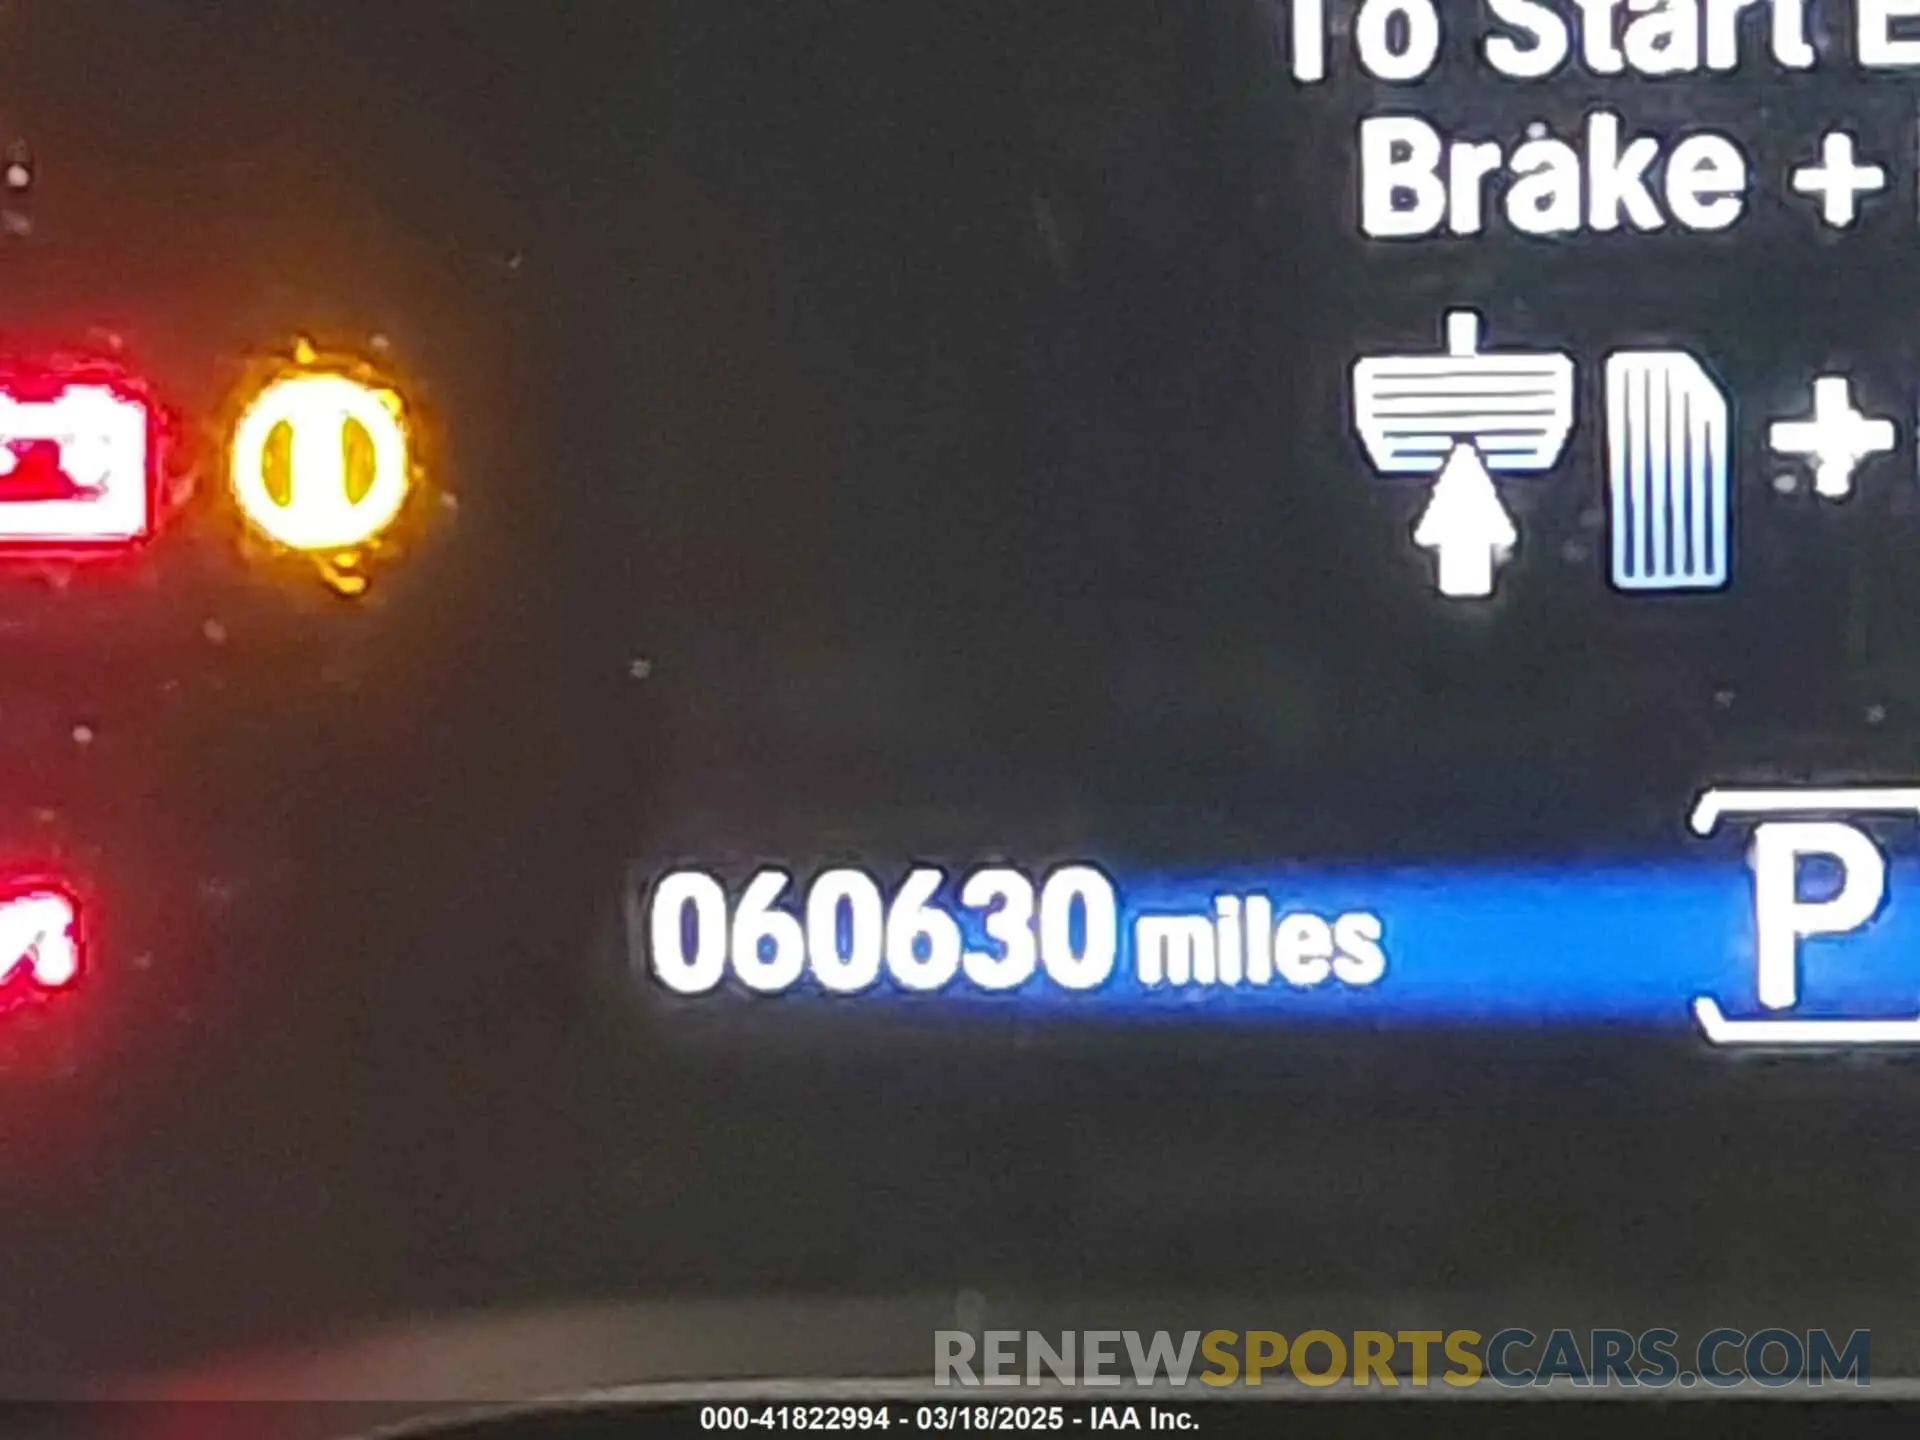 To Start
Brake +
+
060630 miles
P
RENEWSPORTSCARS.COM
000-41822994 - 03/18/2025 - IAA Inc.